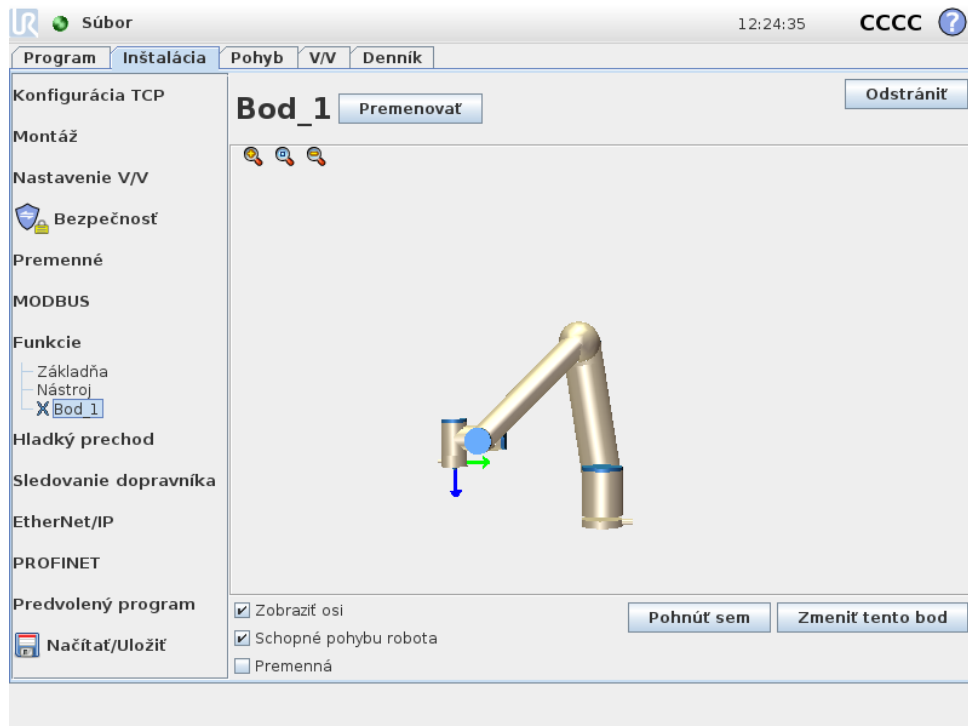 UR Súbor 12:24:35 CCCC ?
Program Inštalácia Pohyb V/V Denník
Konfigurácia TCP
Montáž
Nastavenie V/V
Bezpečnosť
Premenné
MODBUS
Funkcie
Základňa
Nástroj
Bod_1
Hladký prechod
Sledovanie dopravníka
EtherNet/IP
PROFINET
Predvolený program
Načítať/Uložiť
Bod_1 Premenovať Odstrániť
Zobraziť osi
Schopné pohybu robota
Premenná
Pohnúť sem Zmeniť tento bod